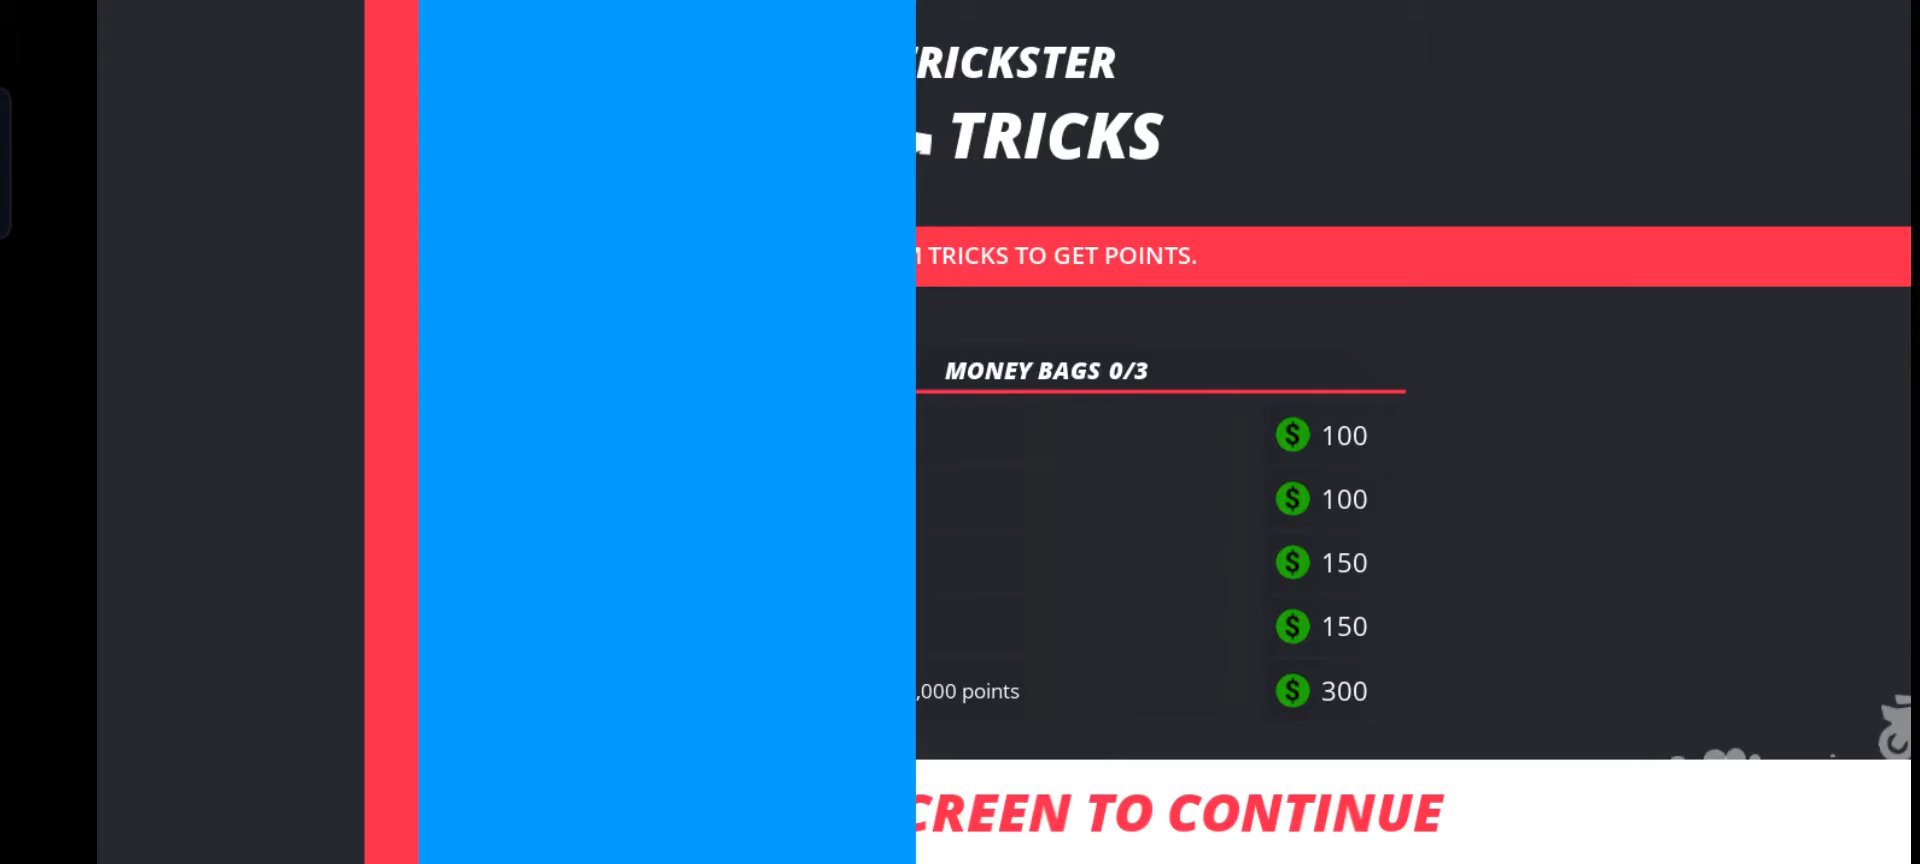 RICKSTER
TRICKS
TRICKS TO GET POINTS.
MONEY BAGS 0/3
$ 100
$ 100
$ 150
$ 150
,000 points $ 300
CREEN TO CONTINUE